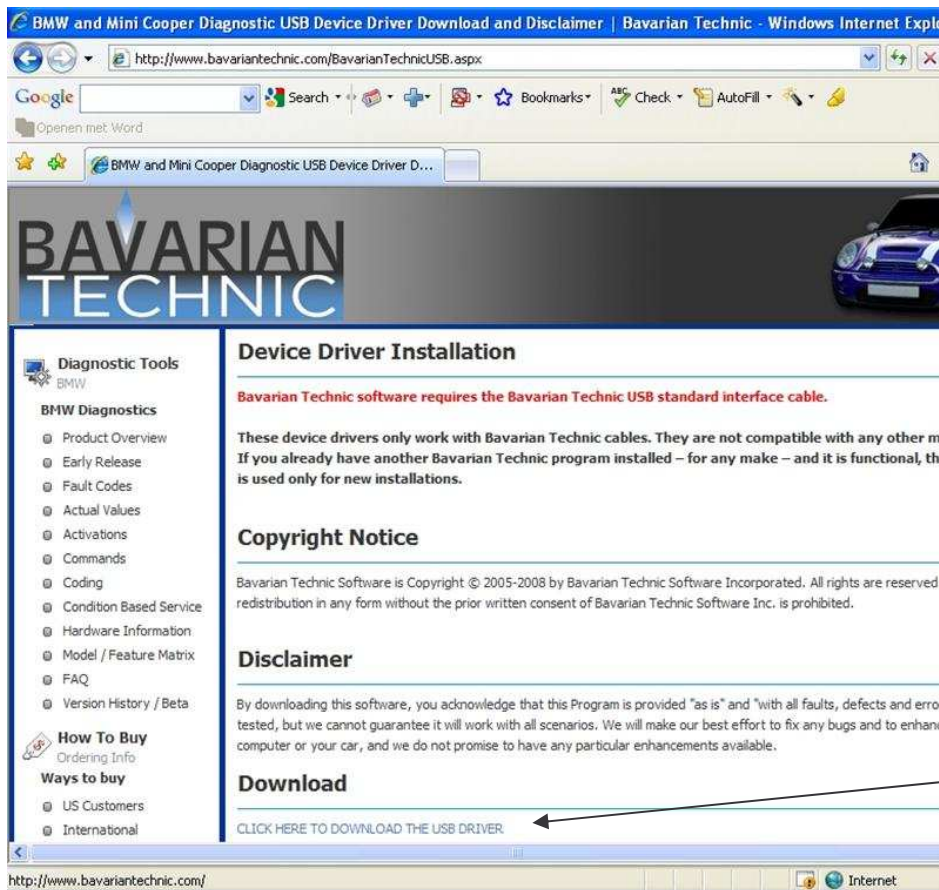 BMW and Mini Cooper Diagnostic USB Device Driver Download and Disclaimer | Bavarian Technic - Windows Internet Explo
http://www.bavariantechnic.com/BavarianTechnicUSB.aspx
Google Search Bookmarks ABC Check AutoFill
Openen met Word
BMW and Mini Cooper Diagnostic USB Device Driver D...
BAVARIAN
TECHNIC
Diagnostic Tools
BMW
BMW Diagnostics
Product Overview
Early Release
Fault Codes
Actual Values
Activations
Commands
Coding
Condition Based Service
Hardware Information
Model / Feature Matrix
FAQ
Version History / Beta
How To Buy
Ordering Info
Ways to buy
US Customers
International
Device Driver Installation
Bavarian Technic software requires the Bavarian Technic USB standard interface cable.
These device drivers only work with Bavarian Technic cables. They are not compatible with any other m
If you already have another Bavarian Technic program installed – for any make – and it is functional, th
is used only for new installations.
Copyright Notice
Bavarian Technic Software is Copyright © 2005-2008 by Bavarian Technic Software Incorporated. All rights are reserved
redistribution in any form without the prior written consent of Bavarian Technic Software Inc. is prohibited.
Disclaimer
By downloading this software, you acknowledge that this Program is provided "as is" and "with all faults, defects and erro
tested, but we cannot guarantee it will work with all scenarios. We will make our best effort to fix any bugs and to enhanc
computer or your car, and we do not promise to have any particular enhancements available.
Download
CLICK HERE TO DOWNLOAD THE USB DRIVER
http://www.bavariantechnic.com/
Internet